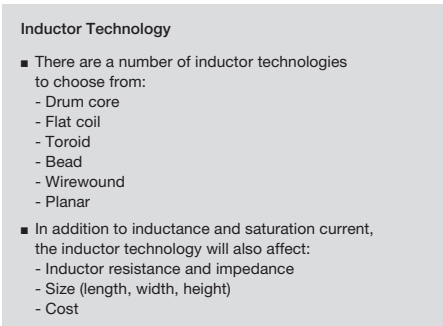 Inductor Technology
■ There are a number of inductor technologies
to choose from:
- Drum core
- Flat coil
- Toroid
- Bead
- Wirewound
- Planar
■ In addition to inductance and saturation current,
the inductor technology will also affect:
- Inductor resistance and impedance
- Size (length, width, height)
- Cost